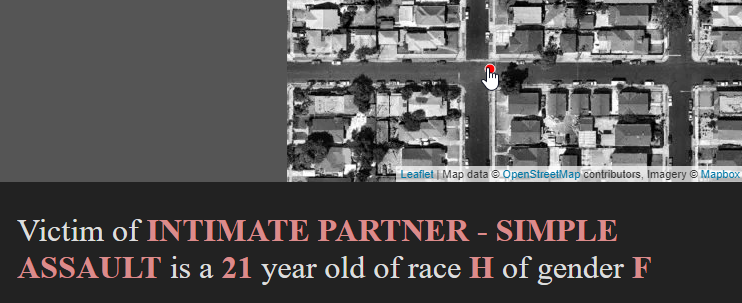 Leaflet | Map data © OpenStreetMap contributors, Imagery © Mapbox
Victim of INTIMATE PARTNER - SIMPLE
ASSAULT is a 21 year old of race H of gender F